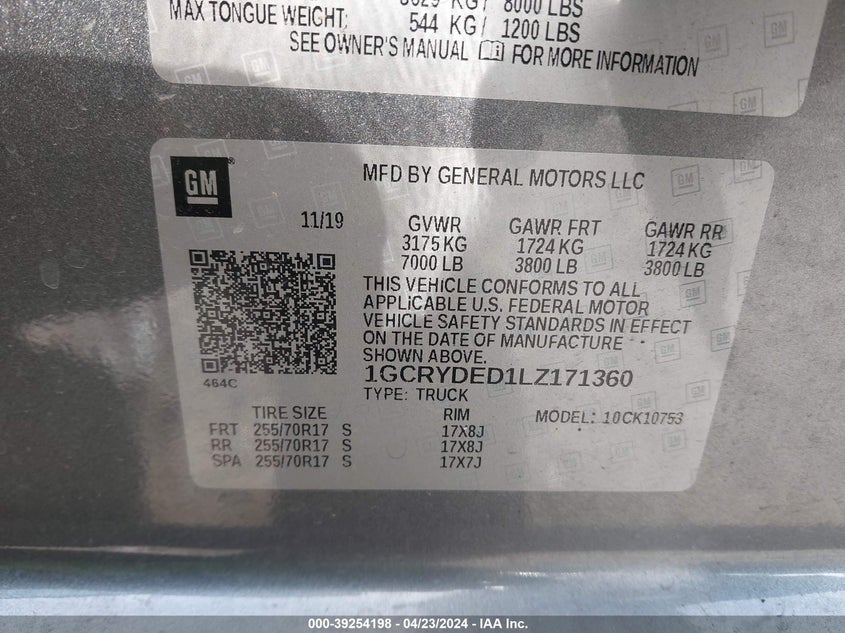 KG / 8000 LBS
MAX TONGUE WEIGHT: 544 KG / 1200 LBS
SEE OWNER'S MANUAL FOR MORE INFORMATION
GM
MFD BY GENERAL MOTORS LLC
11/19
GVWR GAWR FRT GAWR RR
3175 KG 1724 KG 1724 KG
7000 LB 3800 LB 3800 LB
THIS VEHICLE CONFORMS TO ALL
APPLICABLE U.S. FEDERAL MOTOR
VEHICLE SAFETY STANDARDS IN EFFECT
ON THE DATE OF MANUFACTURE
SHOWN ABOVE.
464C
1GCRYDED1LZ171360
TYPE: TRUCK
TIRE SIZE RIM MODEL: 10CK10753
FRT 255/70R17 S 17X8J
RR 255/70R17 S 17X8J
SPA 255/70R17 S 17X7J
000-39254198 - 04/23/2024 - IAA Inc.